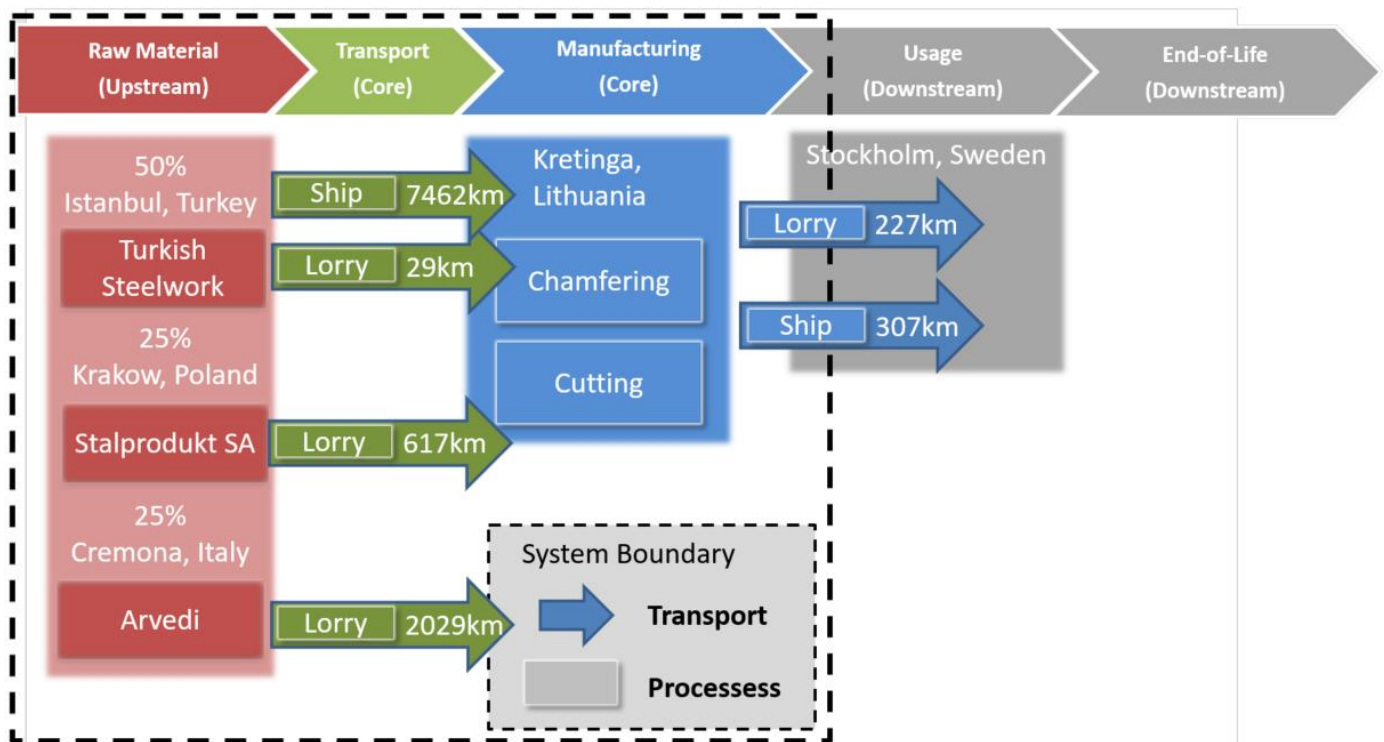 Raw Material
(Upstream)
Transport
(Core)
Manufacturing
(Core)
Usage
(Downstream)
End-of-Life
(Downstream)
50%
Istanbul, Turkey
Turkish
Steelwork
25%
Krakow, Poland
Stalprodukt SA
25%
Cremona, Italy
Arvedi
Ship 7462km
Lorry 29km
Lorry 617km
Lorry 2029km
Kretinga,
Lithuania
Chamfering
Cutting
Stockholm, Sweden
Lorry 227km
Ship 307km
System Boundary
Transport
Processess